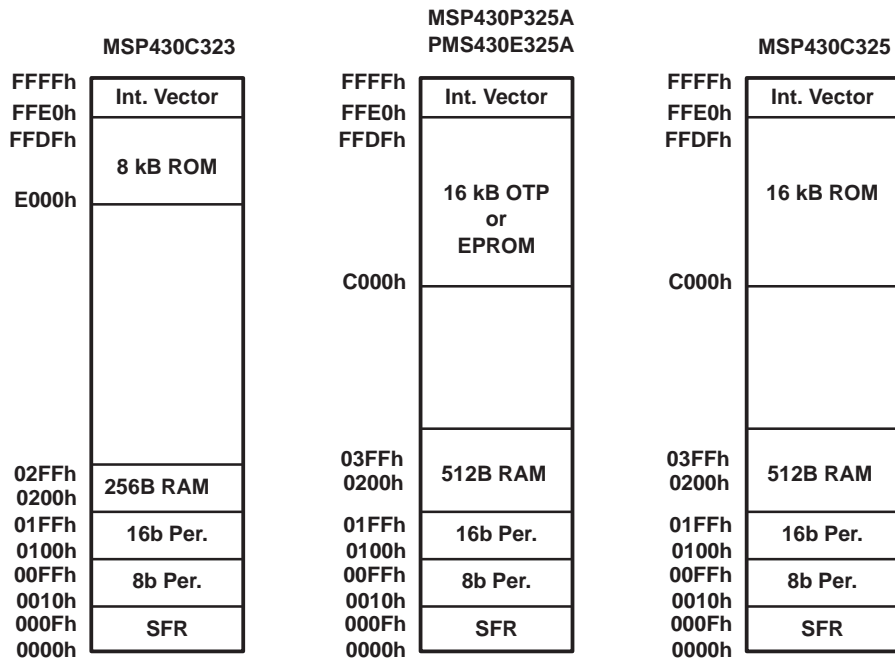 MSP430C323
FFFFh
Int. Vector
FFE0h
FFDFh
8 kB ROM
E000h
02FFh
256B RAM
0200h
01FFh
16b Per.
0100h
00FFh
8b Per.
0010h
000Fh
SFR
0000h
MSP430P325A
PMS430E325A
FFFFh
Int. Vector
FFE0h
FFDFh
16 kB OTP
or
EPROM
C000h
03FFh
512B RAM
0200h
01FFh
16b Per.
0100h
00FFh
8b Per.
0010h
000Fh
SFR
0000h
MSP430C325
FFFFh
Int. Vector
FFE0h
FFDFh
16 kB ROM
C000h
03FFh
512B RAM
0200h
01FFh
16b Per.
0100h
00FFh
8b Per.
0010h
000Fh
SFR
0000h